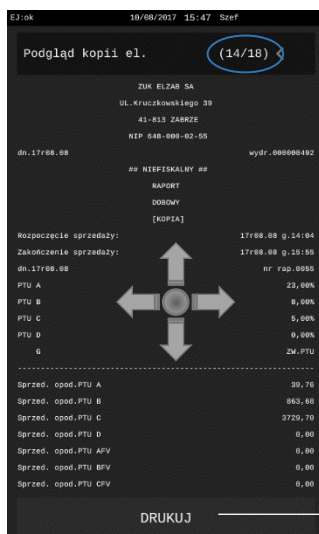 EJ:ok 10/08/2017 15:47 Szef
Podgląd kopii el. (14/18)
ZUK ELZAB SA
UL.Kruczkowskiego 39
41-813 ZABRZE
NIP 648-000-02-55
dn.17r08.08 wydr.000000492
## NIEFISKALNY ##
RAPORT
DOBOWY
[KOPIA]
Rozpoczęcie sprzedaży: 17r08.08 g.14:04
Zakończenie sprzedaży: 17r08.08 g.15:55
dn.17r08.08 nr rap.0055
PTU A 23,00%
PTU B 8,00%
PTU C 5,00%
PTU D 0,00%
G ZW.PTU
Sprzed. opod.PTU A 39,76
Sprzed. opod.PTU B 863,68
Sprzed. opod.PTU C 3729,70
Sprzed. opod.PTU D 0,00
Sprzed. opod.PTU AFV 0,00
Sprzed. opod.PTU BFV 0,00
Sprzed. opod.PTU CFV 0,00
DRUKUJ